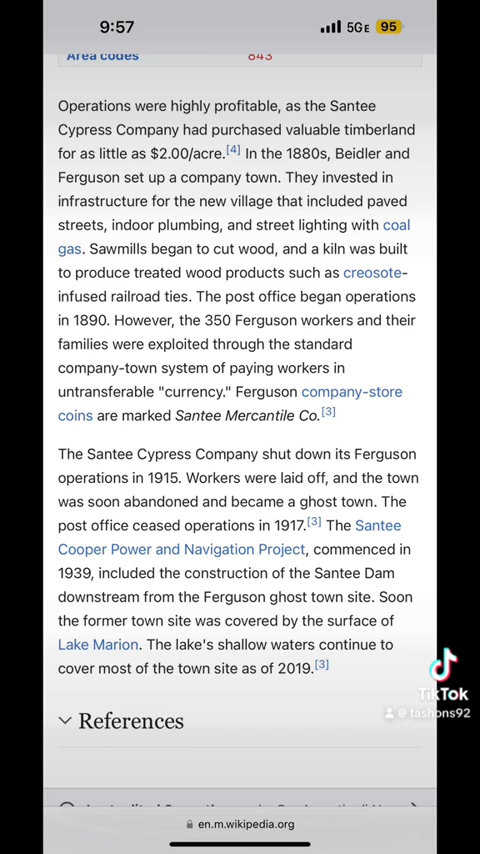 9:57
5GE 95
Area codes 843
Operations were highly profitable, as the Santee
Cypress Company had purchased valuable timberland
for as little as $2.00/acre.[4] In the 1880s, Beidler and
Ferguson set up a company town. They invested in
infrastructure for the new village that included paved
streets, indoor plumbing, and street lighting with coal
gas. Sawmills began to cut wood, and a kiln was built
to produce treated wood products such as creosote-
infused railroad ties. The post office began operations
in 1890. However, the 350 Ferguson workers and their
families were exploited through the standard
company-town system of paying workers in
untransferable "currency." Ferguson company-store
coins are marked Santee Mercantile Co.[3]
The Santee Cypress Company shut down its Ferguson
operations in 1915. Workers were laid off, and the town
was soon abandoned and became a ghost town. The
post office ceased operations in 1917.[3] The Santee
Cooper Power and Navigation Project, commenced in
1939, included the construction of the Santee Dam
downstream from the Ferguson ghost town site. Soon
the former town site was covered by the surface of
Lake Marion. The lake's shallow waters continue to
cover most of the town site as of 2019.[3]
TikTok
@tashons92
References
en.m.wikipedia.org